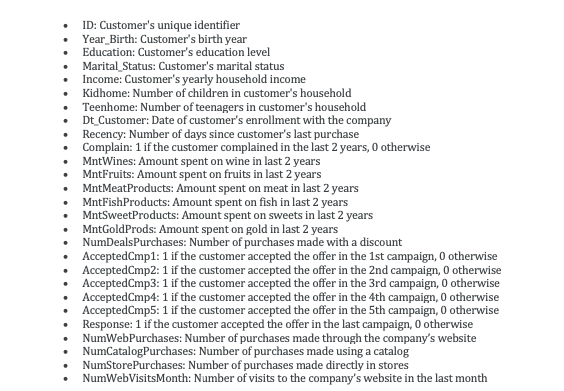 • ID: Customer's unique identifier
• Year_Birth: Customer's birth year
• Education: Customer's education level
• Marital_Status: Customer's marital status
• Income: Customer's yearly household income
• Kidhome: Number of children in customer's household
• Teenhome: Number of teenagers in customer's household
• Dt_Customer: Date of customer's enrollment with the company
• Recency: Number of days since customer's last purchase
• Complain: 1 if the customer complained in the last 2 years, 0 otherwise
• MntWines: Amount spent on wine in last 2 years
• MntFruits: Amount spent on fruits in last 2 years
• MntMeatProducts: Amount spent on meat in last 2 years
• MntFishProducts: Amount spent on fish in last 2 years
• MntSweetProducts: Amount spent on sweets in last 2 years
• MntGoldProds: Amount spent on gold in last 2 years
• NumDealsPurchases: Number of purchases made with a discount
• AcceptedCmp1: 1 if the customer accepted the offer in the 1st campaign, 0 otherwise
• AcceptedCmp2: 1 if the customer accepted the offer in the 2nd campaign, 0 otherwise
• AcceptedCmp3: 1 if the customer accepted the offer in the 3rd campaign, 0 otherwise
• AcceptedCmp4: 1 if the customer accepted the offer in the 4th campaign, 0 otherwise
• AcceptedCmp5: 1 if the customer accepted the offer in the 5th campaign, 0 otherwise
• Response: 1 if the customer accepted the offer in the last campaign, 0 otherwise
• NumWebPurchases: Number of purchases made through the company's website
• NumCatalogPurchases: Number of purchases made using a catalog
• NumStorePurchases: Number of purchases made directly in stores
• NumWebVisitsMonth: Number of visits to the company's website in the last month